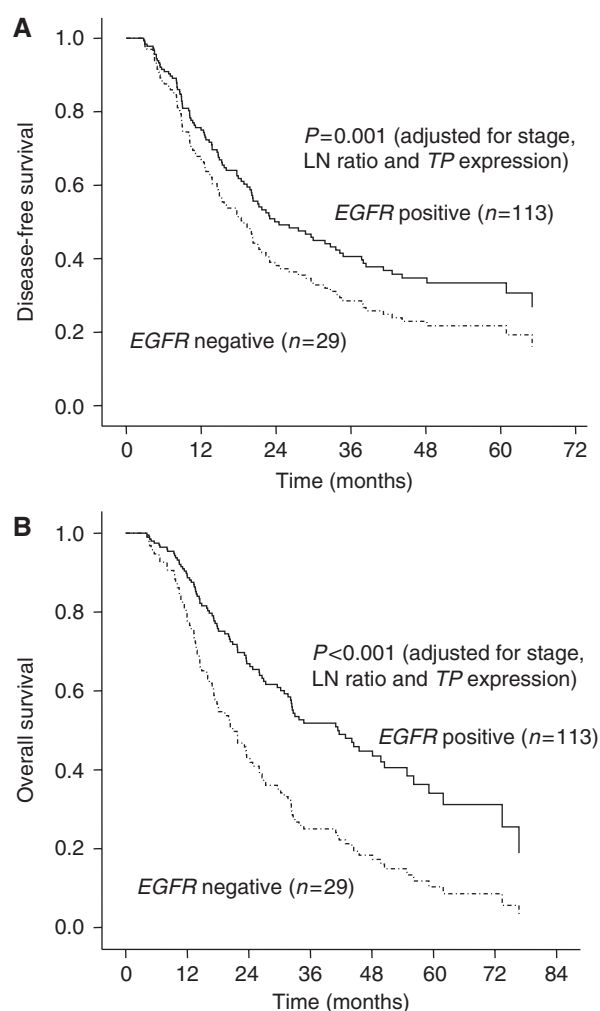 A
Disease-free survival
1.0
0.8
0.6
0.4
0.2
0.0
P=0.001 (adjusted for stage,
LN ratio and TP expression)
EGFR positive (n=113)
EGFR negative (n=29)
0 12 24 36 48 60 72
Time (months)
B
Overall survival
1.0
0.8
0.6
0.4
0.2
0.0
P<0.001 (adjusted for stage,
LN ratio and TP expression)
EGFR positive (n=113)
EGFR negative (n=29)
0 12 24 36 48 60 72 84
Time (months)